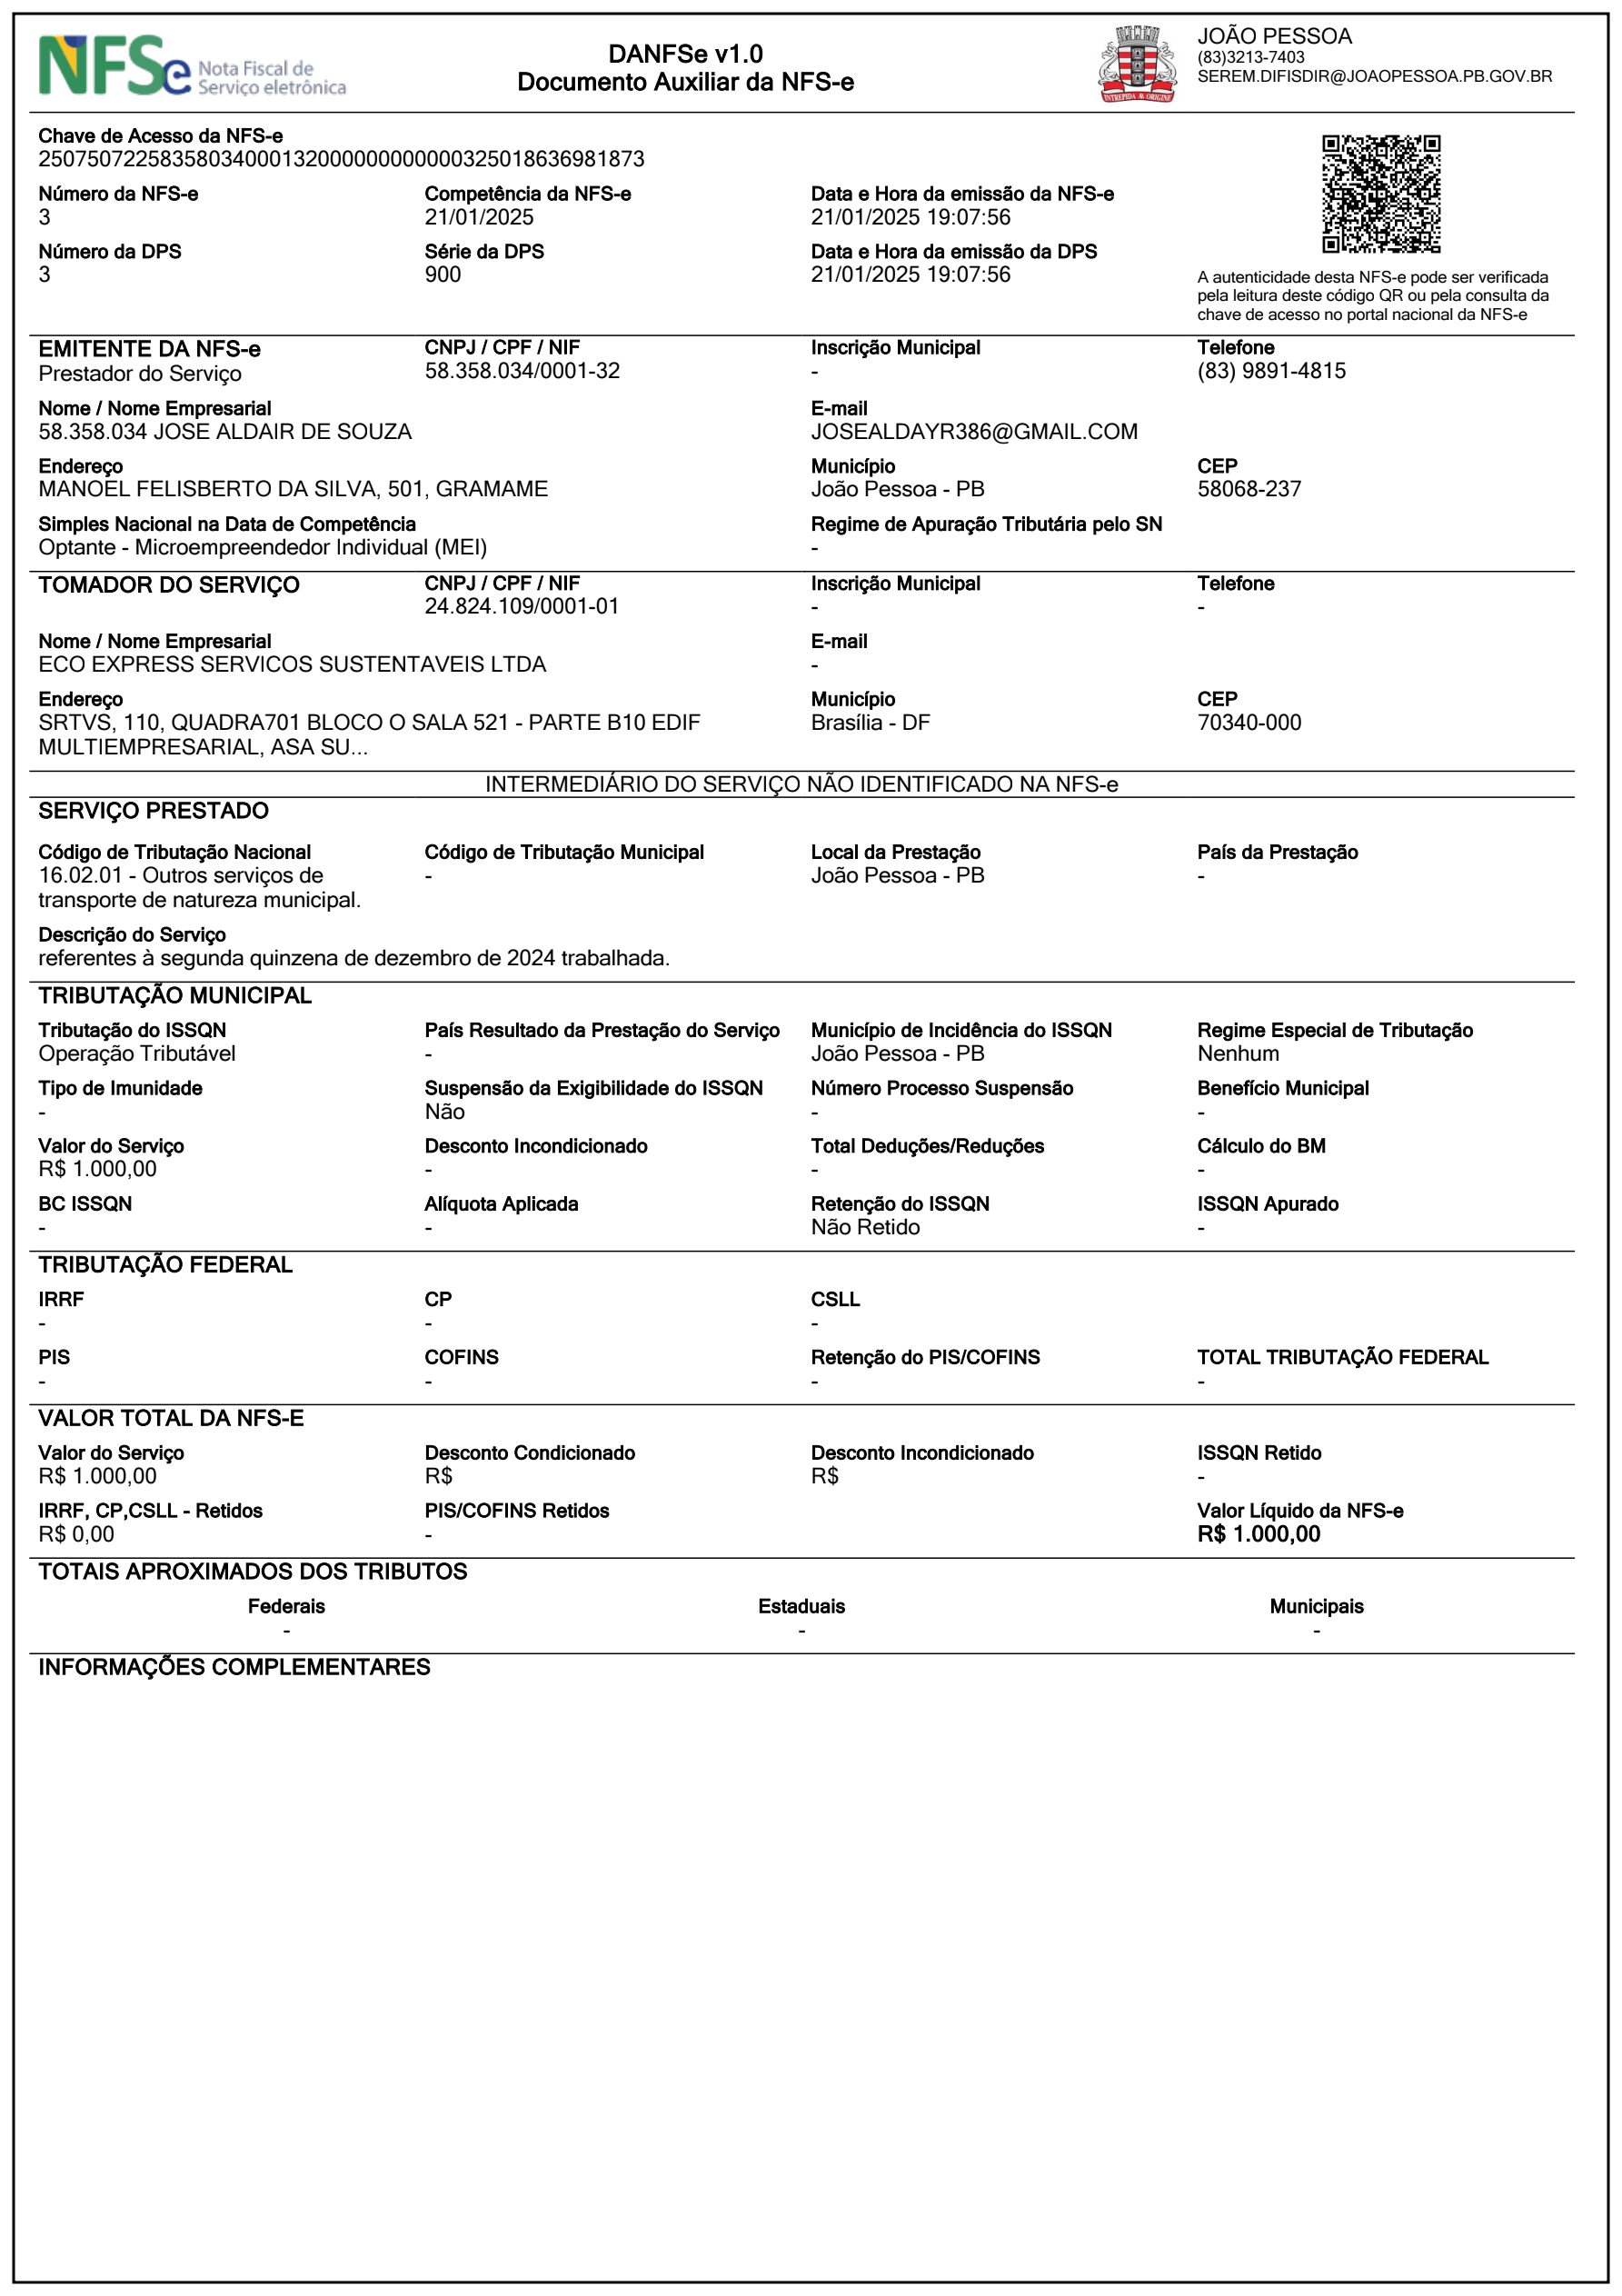 NFSe Nota Fiscal de Serviço eletrônica
DANFSe v1.0
Documento Auxiliar da NFS-e
JOÃO PESSOA
(83)3213-7403
SEREM.DIFISDIR@JOAOPESSOA.PB.GOV.BR
INTREPIDA AB ORIGINE
Chave de Acesso da NFS-e
25075072258358034000132000000000000325018636981873
Número da NFS-e Competência da NFS-e Data e Hora da emissão da NFS-e
3 21/01/2025 21/01/2025 19:07:56
Número da DPS Série da DPS Data e Hora da emissão da DPS
3 900 21/01/2025 19:07:56
A autenticidade desta NFS-e pode ser verificada
pela leitura deste código QR ou pela consulta da
chave de acesso no portal nacional da NFS-e
EMITENTE DA NFS-e CNPJ / CPF / NIF Inscrição Municipal Telefone
Prestador do Serviço 58.358.034/0001-32 - (83) 9891-4815
Nome / Nome Empresarial E-mail
58.358.034 JOSE ALDAIR DE SOUZA JOSEALDAYR386@GMAIL.COM
Endereço Município CEP
MANOEL FELISBERTO DA SILVA, 501, GRAMAME João Pessoa - PB 58068-237
Simples Nacional na Data de Competência Regime de Apuração Tributária pelo SN
Optante - Microempreendedor Individual (MEI) -
TOMADOR DO SERVIÇO CNPJ / CPF / NIF Inscrição Municipal Telefone
24.824.109/0001-01 - -
Nome / Nome Empresarial E-mail
ECO EXPRESS SERVICOS SUSTENTAVEIS LTDA -
Endereço Município CEP
SRTVS, 110, QUADRA701 BLOCO O SALA 521 - PARTE B10 EDIF Brasília - DF 70340-000
MULTIEMPRESARIAL, ASA SU...
INTERMEDIÁRIO DO SERVIÇO NÃO IDENTIFICADO NA NFS-e
SERVIÇO PRESTADO
Código de Tributação Nacional Código de Tributação Municipal Local da Prestação País da Prestação
16.02.01 - Outros serviços de - João Pessoa - PB -
transporte de natureza municipal.
Descrição do Serviço
referentes à segunda quinzena de dezembro de 2024 trabalhada.
TRIBUTAÇÃO MUNICIPAL
Tributação do ISSQN País Resultado da Prestação do Serviço Município de Incidência do ISSQN Regime Especial de Tributação
Operação Tributável - João Pessoa - PB Nenhum
Tipo de Imunidade Suspensão da Exigibilidade do ISSQN Número Processo Suspensão Benefício Municipal
- Não - -
Valor do Serviço Desconto Incondicionado Total Deduções/Reduções Cálculo do BM
R$ 1.000,00 - - -
BC ISSQN Alíquota Aplicada Retenção do ISSQN ISSQN Apurado
- - Não Retido -
TRIBUTAÇÃO FEDERAL
IRRF CP CSLL
- - -
PIS COFINS Retenção do PIS/COFINS TOTAL TRIBUTAÇÃO FEDERAL
- - - -
VALOR TOTAL DA NFS-E
Valor do Serviço Desconto Condicionado Desconto Incondicionado ISSQN Retido
R$ 1.000,00 R$ R$ -
IRRF, CP,CSLL - Retidos PIS/COFINS Retidos Valor Líquido da NFS-e
R$ 0,00 - R$ 1.000,00
TOTAIS APROXIMADOS DOS TRIBUTOS
Federais Estaduais Municipais
- - -
INFORMAÇÕES COMPLEMENTARES